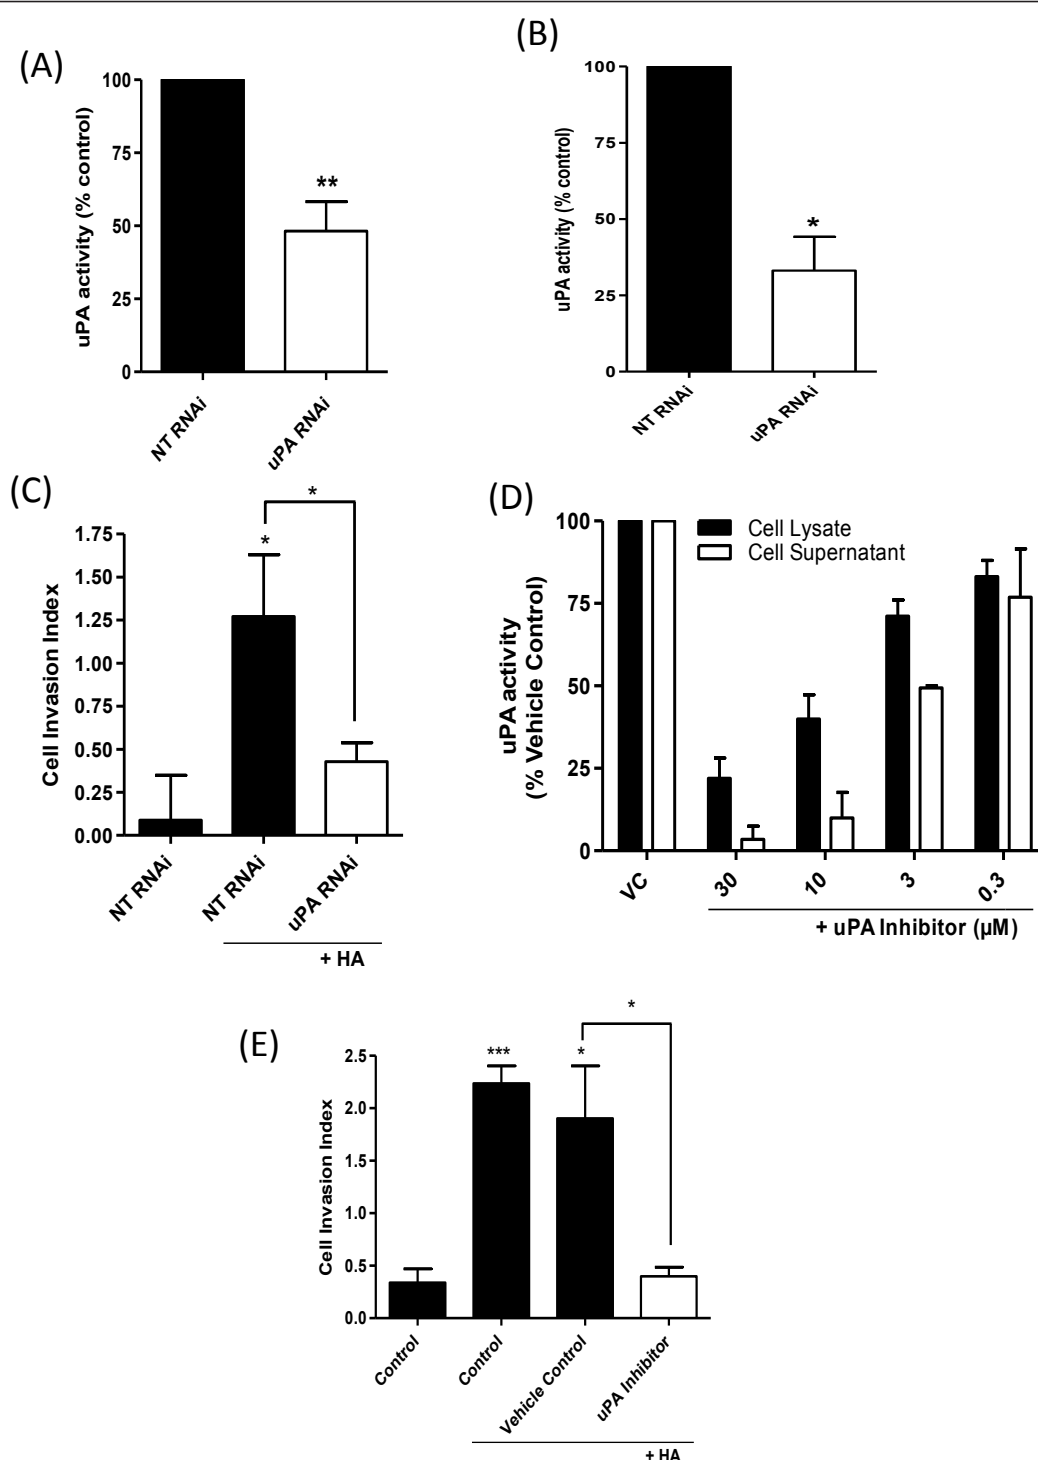 (A)
100
75
50
25
0
uPA activity (% control)
**
NT RNAi
uPA RNAi
(B)
100
75
50
25
0
uPA activity (% control)
*
NT RNAi
uPA RNAi
(C)
1.75
1.50
1.25
1.00
0.75
0.50
0.25
0.00
Cell Invasion Index
*
*
NT RNAi
NT RNAi
uPA RNAi
+ HA
(D)
100
75
50
25
0
uPA activity
(% Vehicle Control)
Cell Lysate
Cell Supernatant
VC
30
10
3
0.3
+ uPA Inhibitor (µM)
(E)
2.5
2.0
1.5
1.0
0.5
0.0
Cell Invasion Index
***
*
*
Control
Control
Vehicle Control
uPA Inhibitor
+ HA